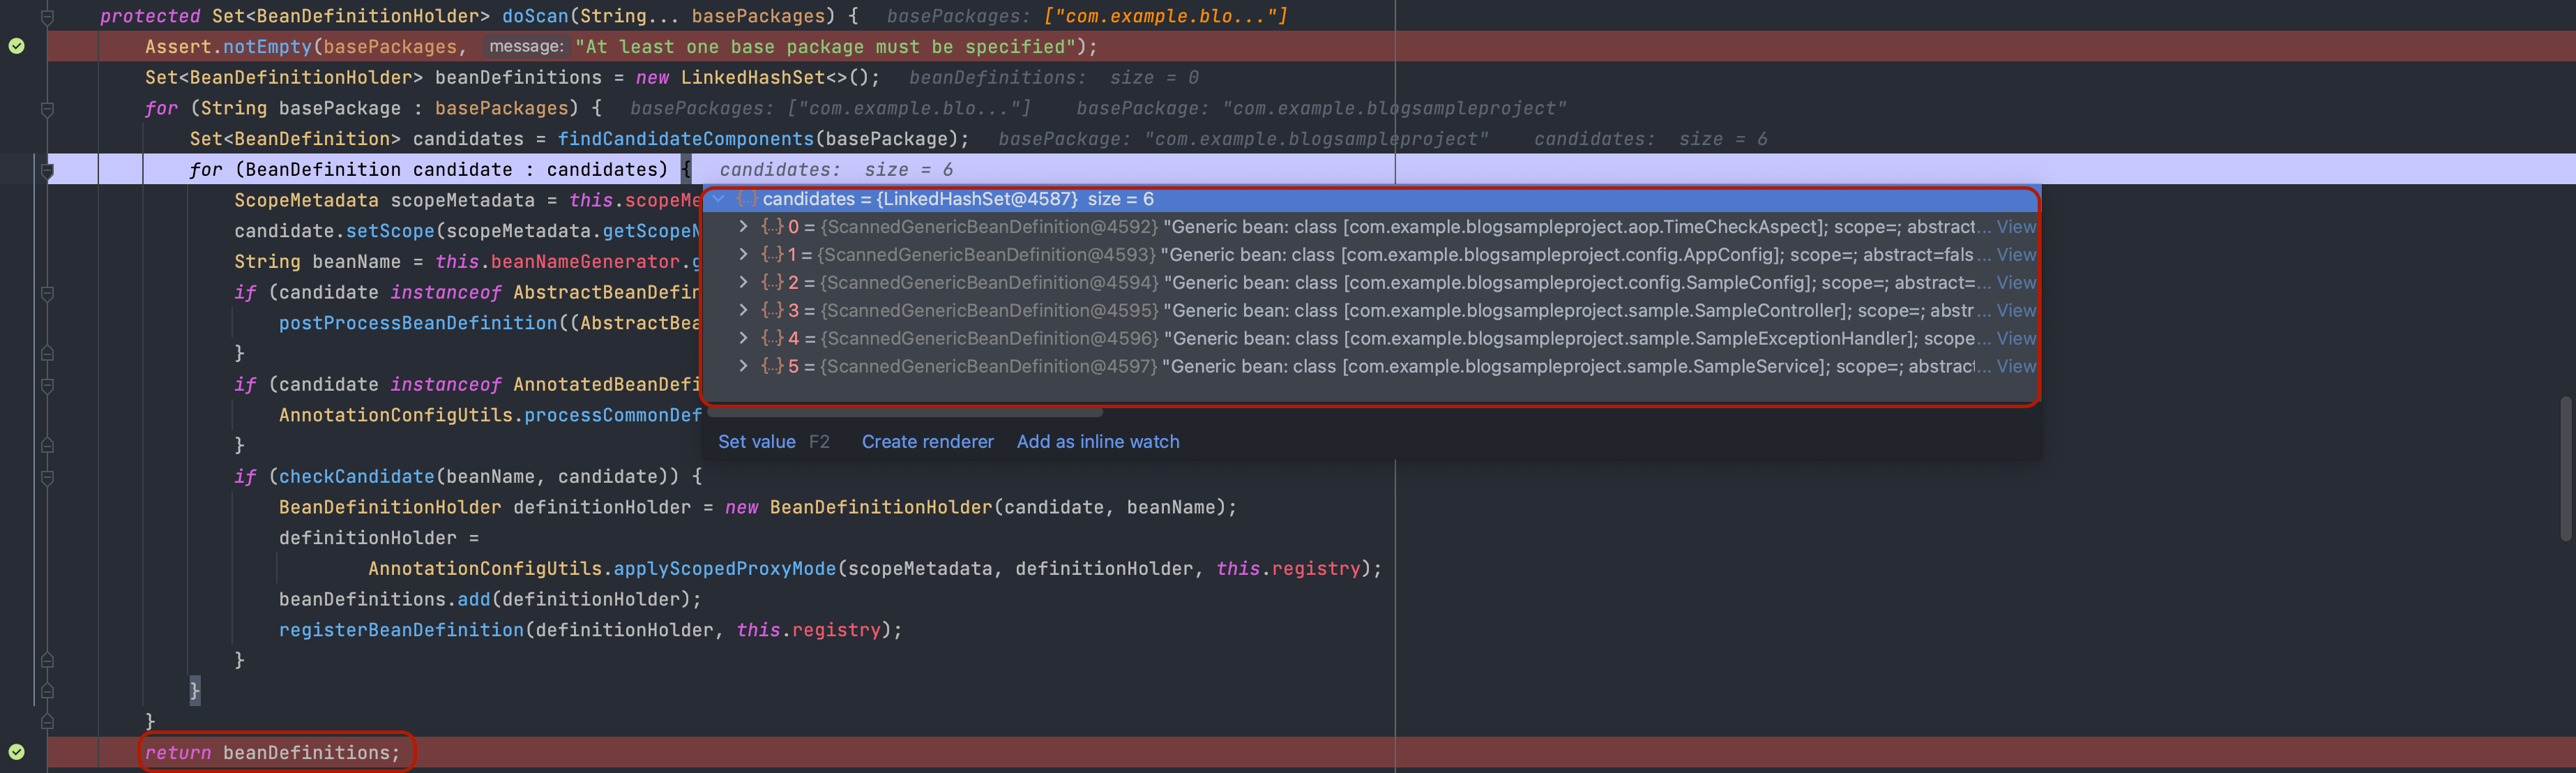 protected Set<BeanDefinitionHolder> doScan(String... basePackages) {   basePackages: ["com.example.blo..."]
Assert.notEmpty(basePackages, message: "At least one base package must be specified");
Set<BeanDefinitionHolder> beanDefinitions = new LinkedHashSet<>();   beanDefinitions:  size = 0
for (String basePackage : basePackages) {   basePackages: ["com.example.blo..."]    basePackage: "com.example.blogsampleproject"
Set<BeanDefinition> candidates = findCandidateComponents(basePackage);   basePackage: "com.example.blogsampleproject"    candidates:  size = 6
for (BeanDefinition candidate : candidates) {   candidates:  size = 6
ScopeMetadata scopeMetadata = this.scopeMe
candidates = {LinkedHashSet@4587}  size = 6
0 = {ScannedGenericBeanDefinition@4592} "Generic bean: class [com.example.blogsampleproject.aop.TimeCheckAspect]; scope=; abstract... View
candidate.setScope(scopeMetadata.getScopeN
1 = {ScannedGenericBeanDefinition@4593} "Generic bean: class [com.example.blogsampleproject.config.AppConfig]; scope=; abstract=fals... View
String beanName = this.beanNameGenerator.g
2 = {ScannedGenericBeanDefinition@4594} "Generic bean: class [com.example.blogsampleproject.config.SampleConfig]; scope=; abstract=... View
if (candidate instanceof AbstractBeanDefin
3 = {ScannedGenericBeanDefinition@4595} "Generic bean: class [com.example.blogsampleproject.sample.SampleController]; scope=; abstr... View
postProcessBeanDefinition((AbstractBea
4 = {ScannedGenericBeanDefinition@4596} "Generic bean: class [com.example.blogsampleproject.sample.SampleExceptionHandler]; scope... View
}
5 = {ScannedGenericBeanDefinition@4597} "Generic bean: class [com.example.blogsampleproject.sample.SampleService]; scope=; abstract... View
if (candidate instanceof AnnotatedBeanDefi
AnnotationConfigUtils.processCommonDef
}
Set value F2   Create renderer   Add as inline watch
if (checkCandidate(beanName, candidate)) {
BeanDefinitionHolder definitionHolder = new BeanDefinitionHolder(candidate, beanName);
definitionHolder =
AnnotationConfigUtils.applyScopedProxyMode(scopeMetadata, definitionHolder, this.registry);
beanDefinitions.add(definitionHolder);
registerBeanDefinition(definitionHolder, this.registry);
}
}
}
return beanDefinitions;